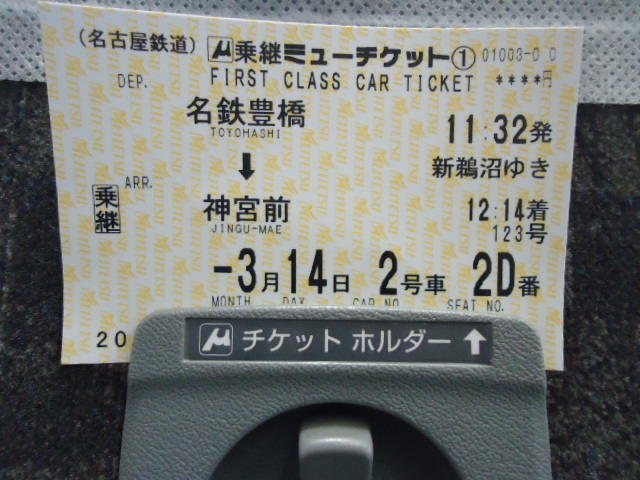 (名古屋鉄道) μ乗継ミューチケット① 01003-00
DEP. FIRST CLASS CAR TICKET ****円
名鉄豊橋 11:32発
TOYOHASHI
↓ 新鵜沼ゆき
ARR.
乗継 神宮前 12:14着
JINGU-MAE 123号
-3月14日 2号車 2D番
MONTH DAY CAR NO. SEAT NO.
20
μ チケット ホルダー ↑